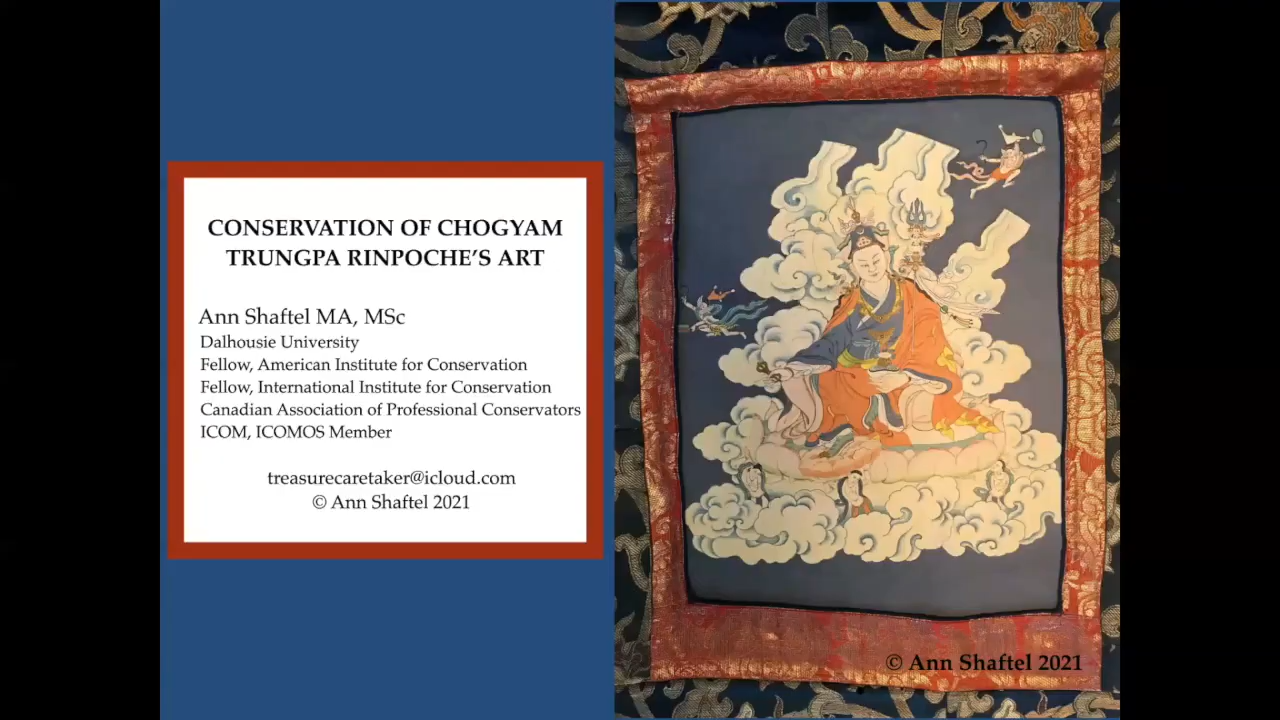 CONSERVATION OF CHOGYAM
TRUNGPA RINPOCHE'S ART
Ann Shaftel MA, MSc
Dalhousie University
Fellow, American Institute for Conservation
Fellow, International Institute for Conservation
Canadian Association of Professional Conservators
ICOM, ICOMOS Member
treasurecaretaker@icloud.com
© Ann Shaftel 2021
© Ann Shaftel 2021